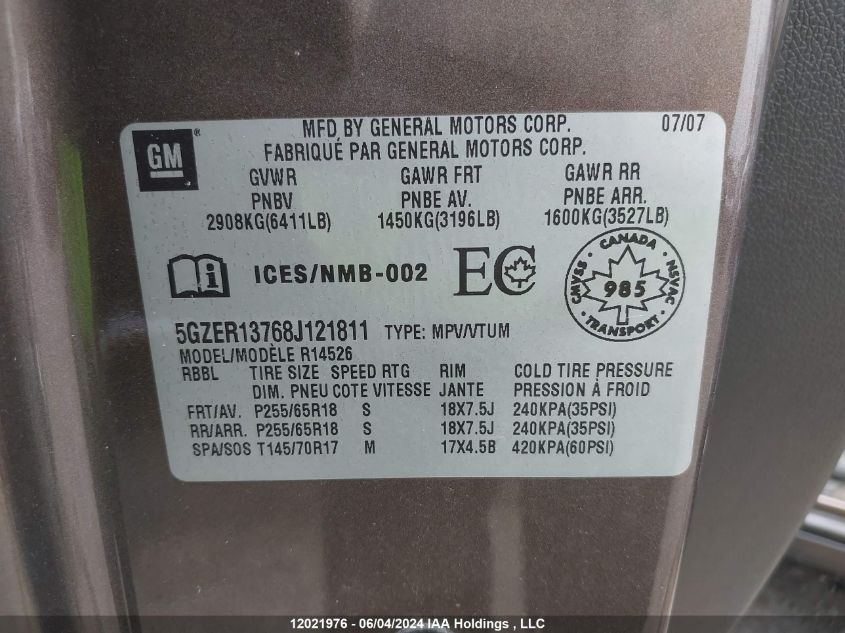 GM ®
MFD BY GENERAL MOTORS CORP. 07/07
FABRIQUÉ PAR GENERAL MOTORS CORP.
GVWR GAWR FRT GAWR RR
PNBV PNBE AV. PNBE ARR.
2908KG(6411LB) 1450KG(3196LB) 1600KG(3527LB)
i ICES/NMB-002 EC
CANADA
CMVSS 985 NSVAC
TRANSPORT
5GZER13768J121811 TYPE: MPV/VTUM
MODEL/MODÈLE R14526
RBBL TIRE SIZE SPEED RTG RIM COLD TIRE PRESSURE
DIM. PNEU COTE VITESSE JANTE PRESSION À FROID
FRT/AV. P255/65R18 S 18X7.5J 240KPA(35PSI)
RR/ARR. P255/65R18 S 18X7.5J 240KPA(35PSI)
SPA/SOS T145/70R17 M 17X4.5B 420KPA(60PSI)
12021976 - 06/04/2024 IAA Holdings , LLC